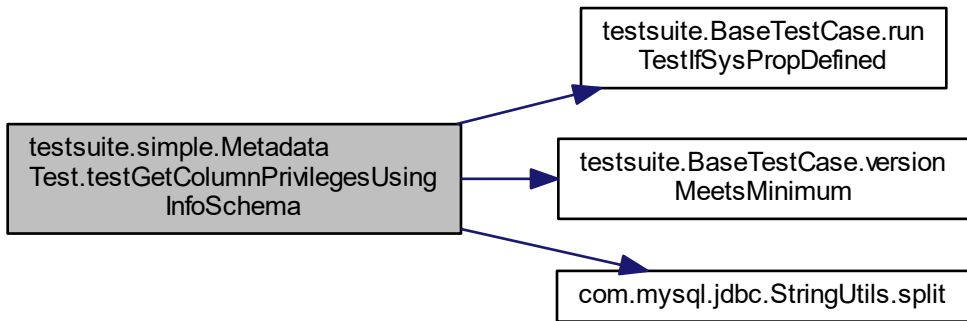 testsuite.BaseTestCase.run
TestIfSysPropDefined
testsuite.simple.Metadata
Test.testGetColumnPrivilegesUsing
InfoSchema
testsuite.BaseTestCase.version
MeetsMinimum
com.mysql.jdbc.StringUtils.split